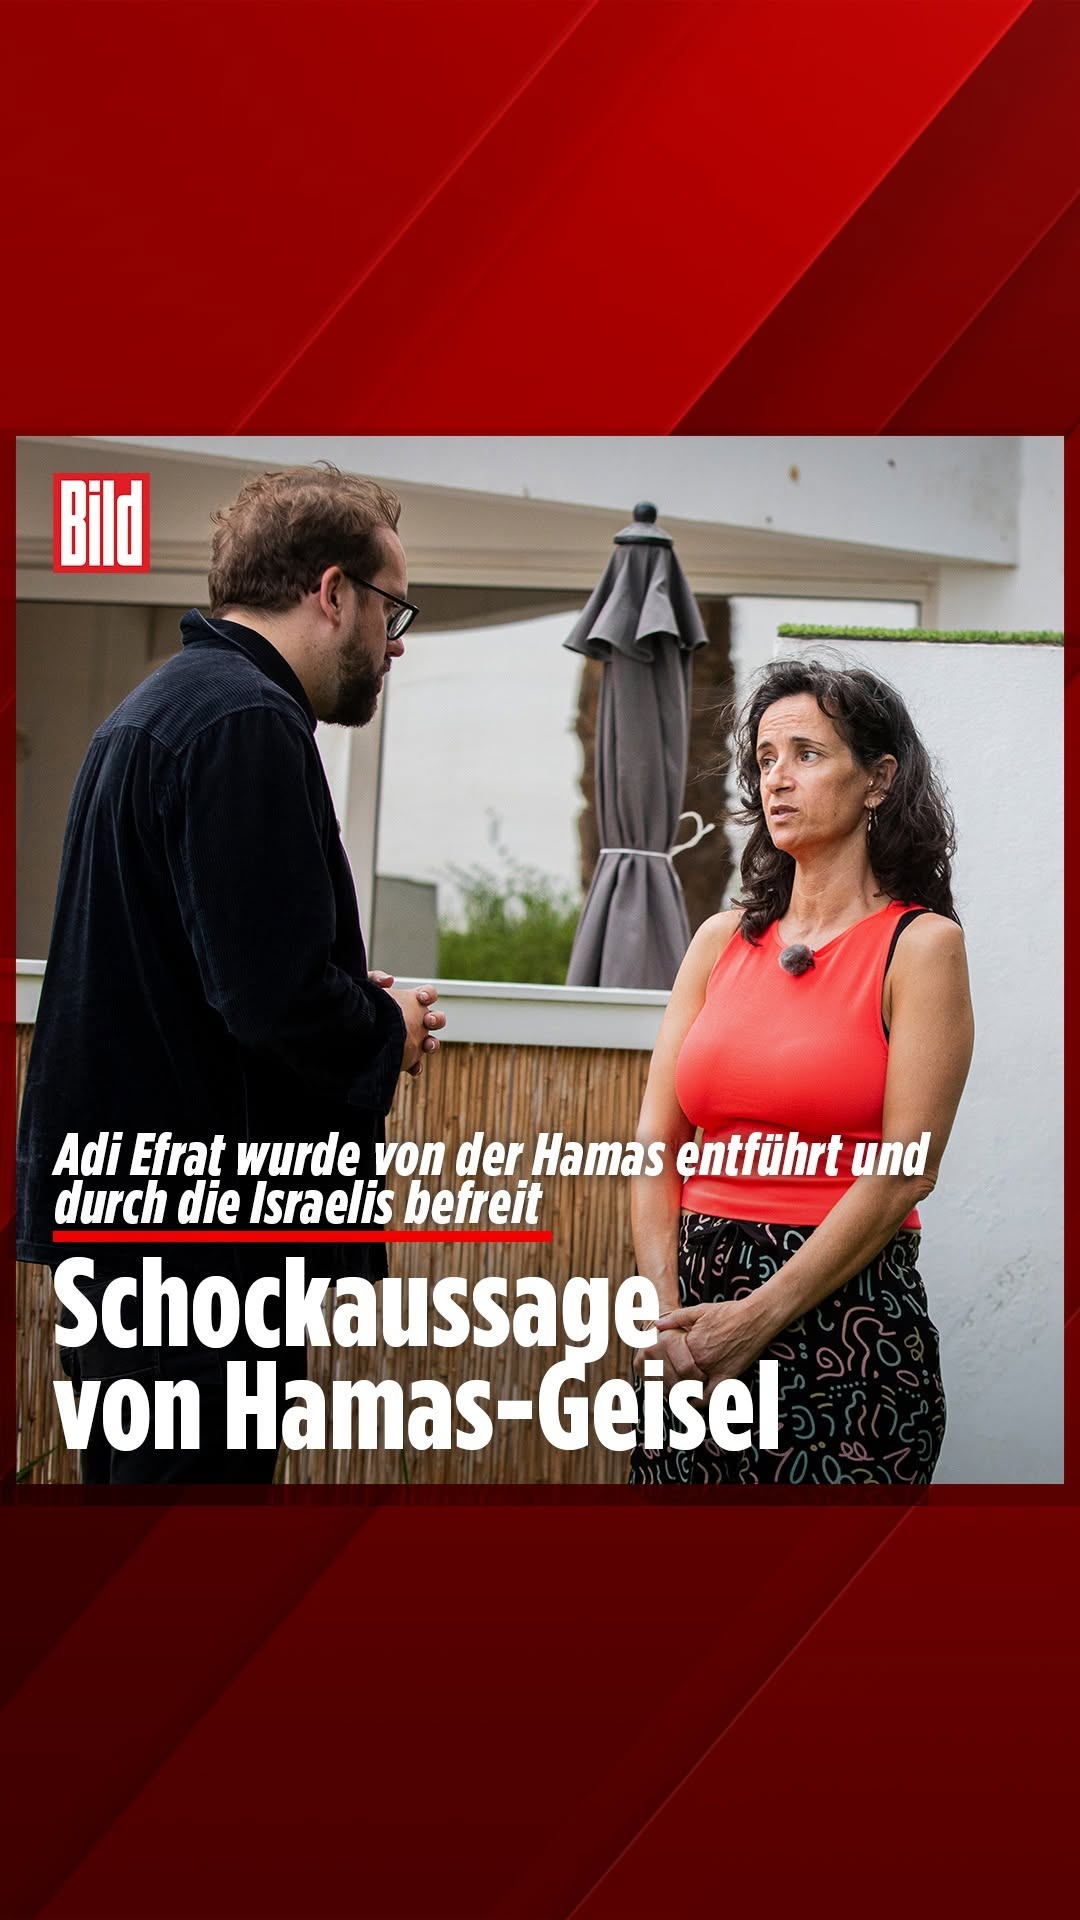 Bild
Adi Efrat wurde von der Hamas entführt und
durch die Israelis befreit
Schockaussage
von Hamas-Geisel